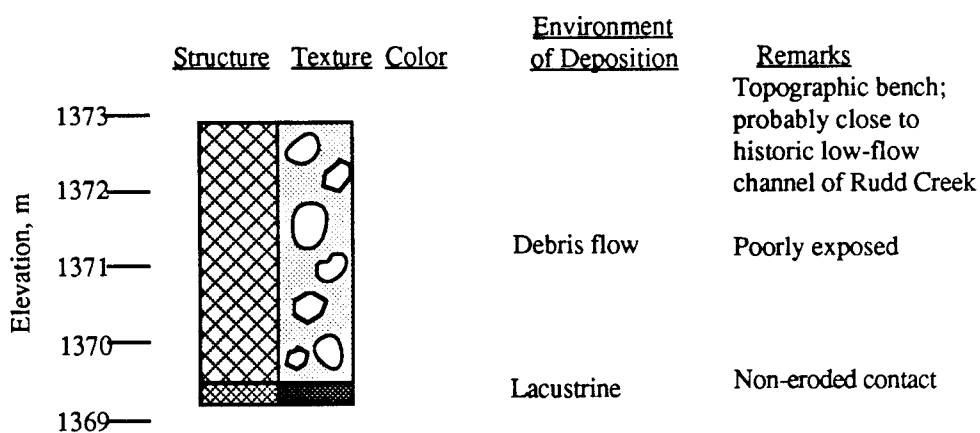 Environment
Structure Texture Color of Deposition Remarks
Topographic bench;
probably close to
historic low-flow
channel of Rudd Creek
1373
1372
1371
1370
1369
Elevation, m
Debris flow Poorly exposed
Lacustrine Non-eroded contact